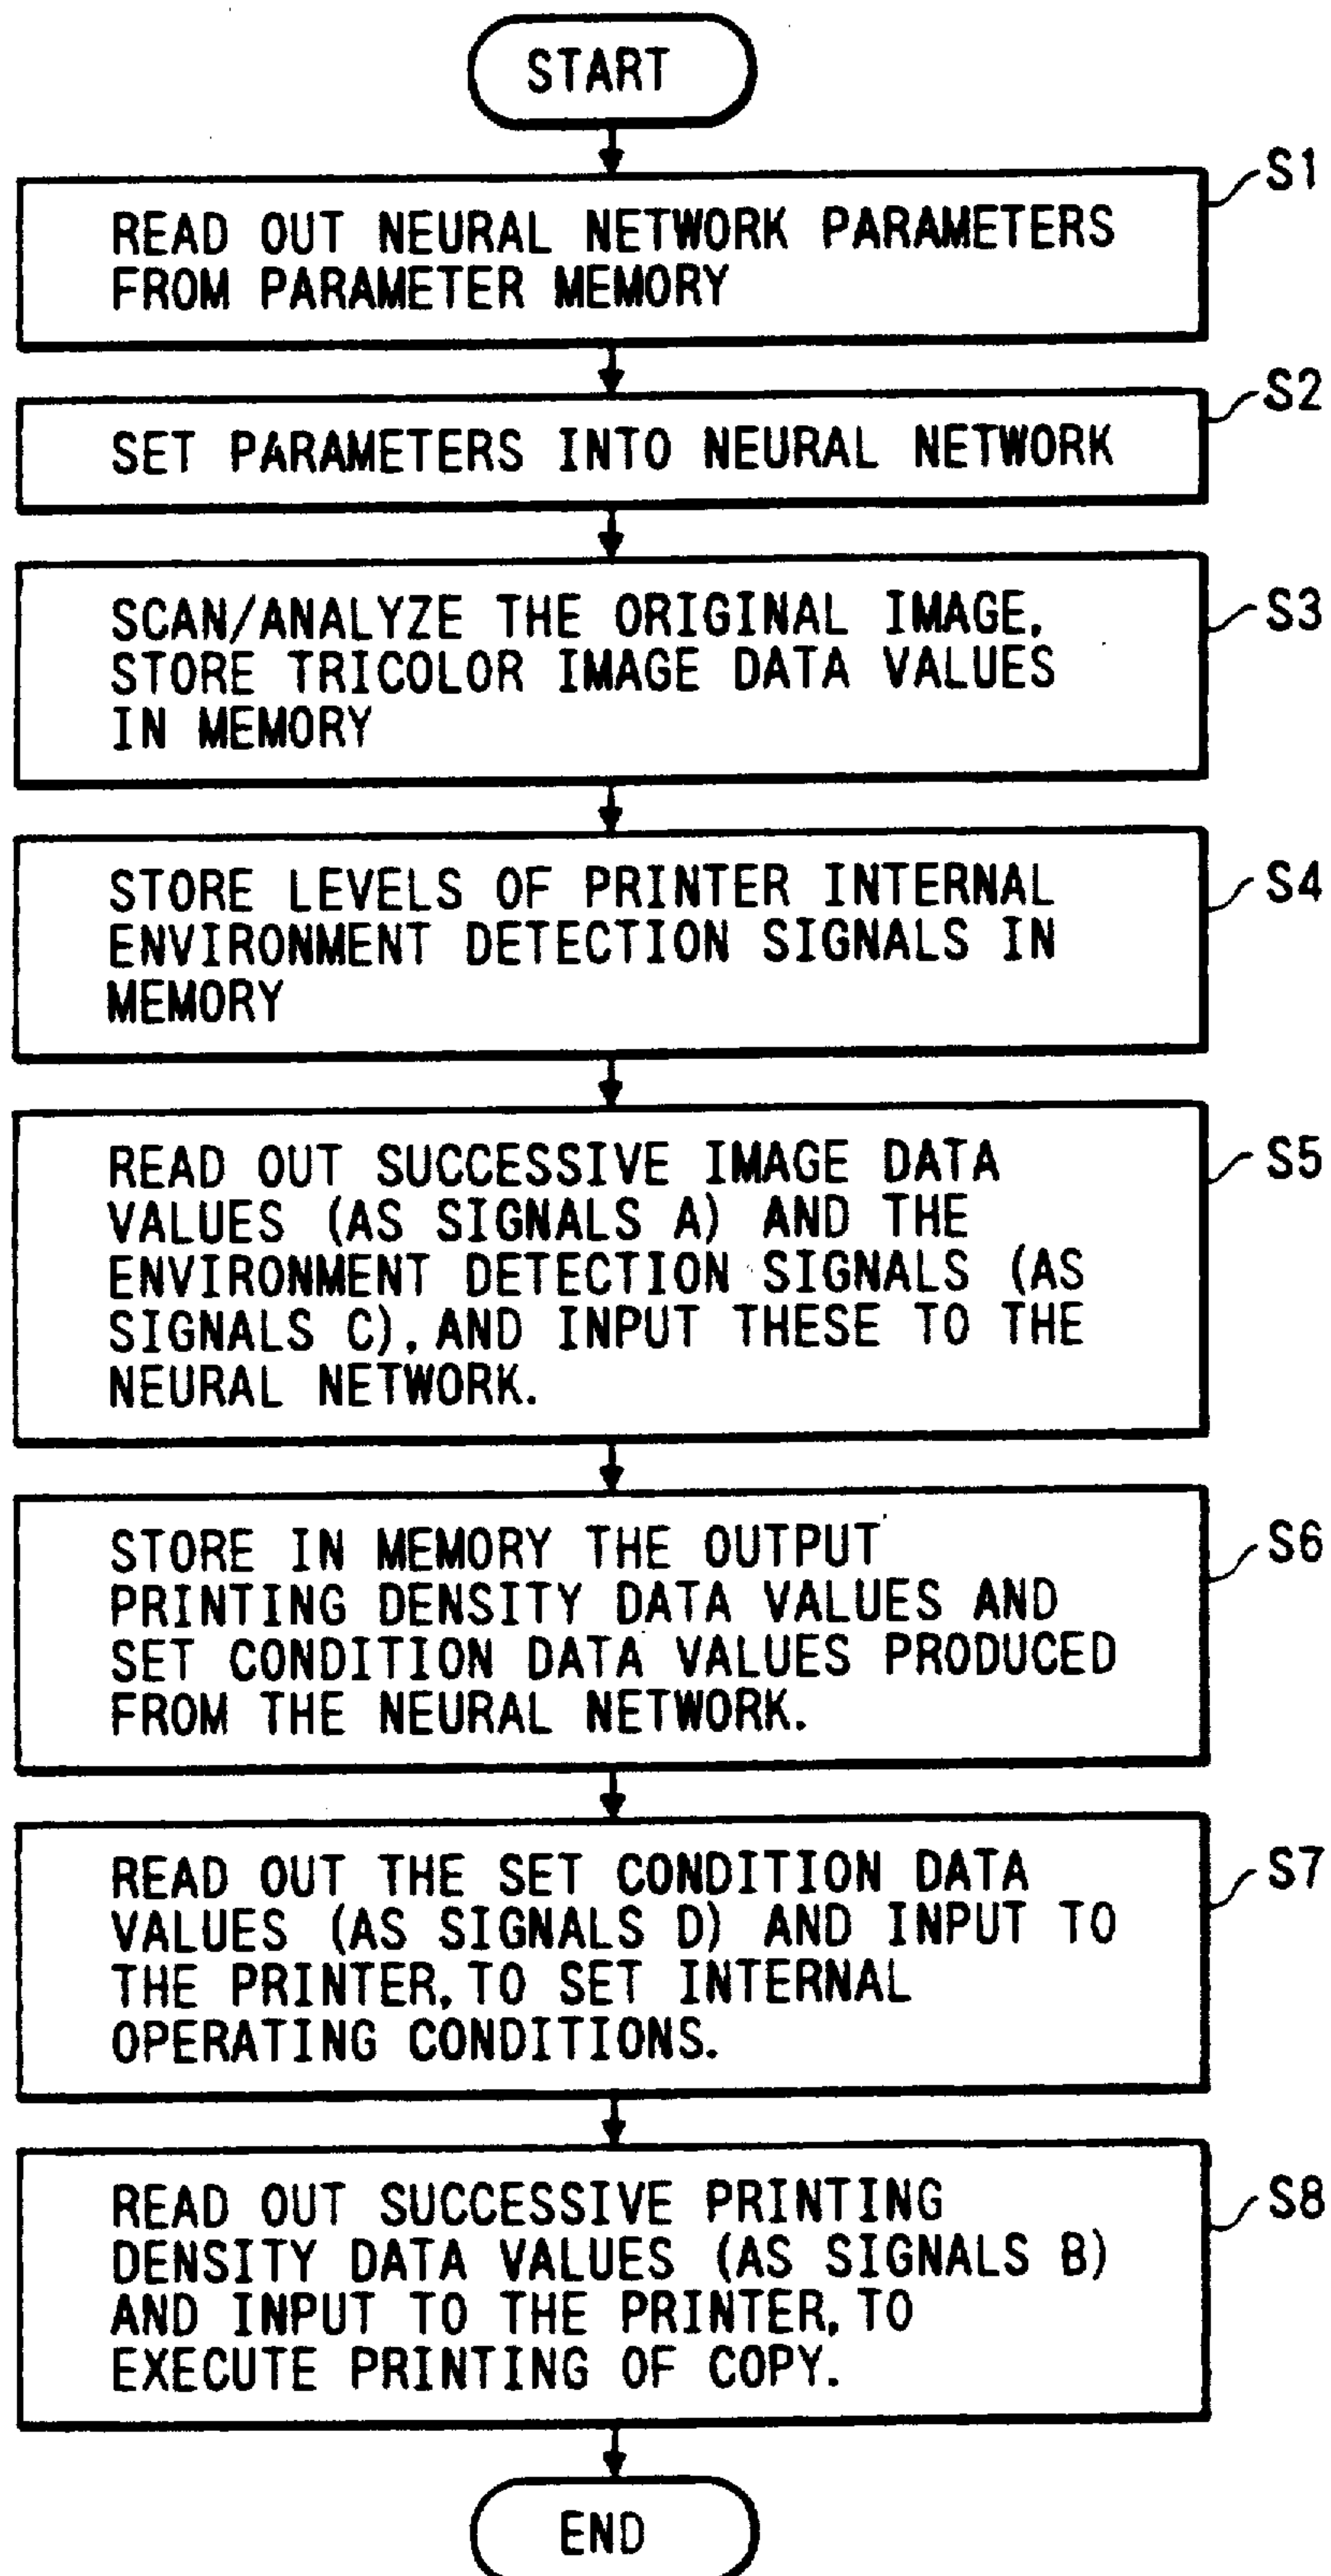 START
S1
READ OUT NEURAL NETWORK PARAMETERS
FROM PARAMETER MEMORY
S2
SET PARAMETERS INTO NEURAL NETWORK
S3
SCAN/ANALYZE THE ORIGINAL IMAGE,
STORE TRICOLOR IMAGE DATA VALUES
IN MEMORY
S4
STORE LEVELS OF PRINTER INTERNAL
ENVIRONMENT DETECTION SIGNALS IN
MEMORY
S5
READ OUT SUCCESSIVE IMAGE DATA
VALUES (AS SIGNALS A) AND THE
ENVIRONMENT DETECTION SIGNALS (AS
SIGNALS C), AND INPUT THESE TO THE
NEURAL NETWORK.
S6
STORE IN MEMORY THE OUTPUT
PRINTING DENSITY DATA VALUES AND
SET CONDITION DATA VALUES PRODUCED
FROM THE NEURAL NETWORK.
S7
READ OUT THE SET CONDITION DATA
VALUES (AS SIGNALS D) AND INPUT TO
THE PRINTER, TO SET INTERNAL
OPERATING CONDITIONS.
S8
READ OUT SUCCESSIVE PRINTING
DENSITY DATA VALUES (AS SIGNALS B)
AND INPUT TO THE PRINTER, TO
EXECUTE PRINTING OF COPY.
END